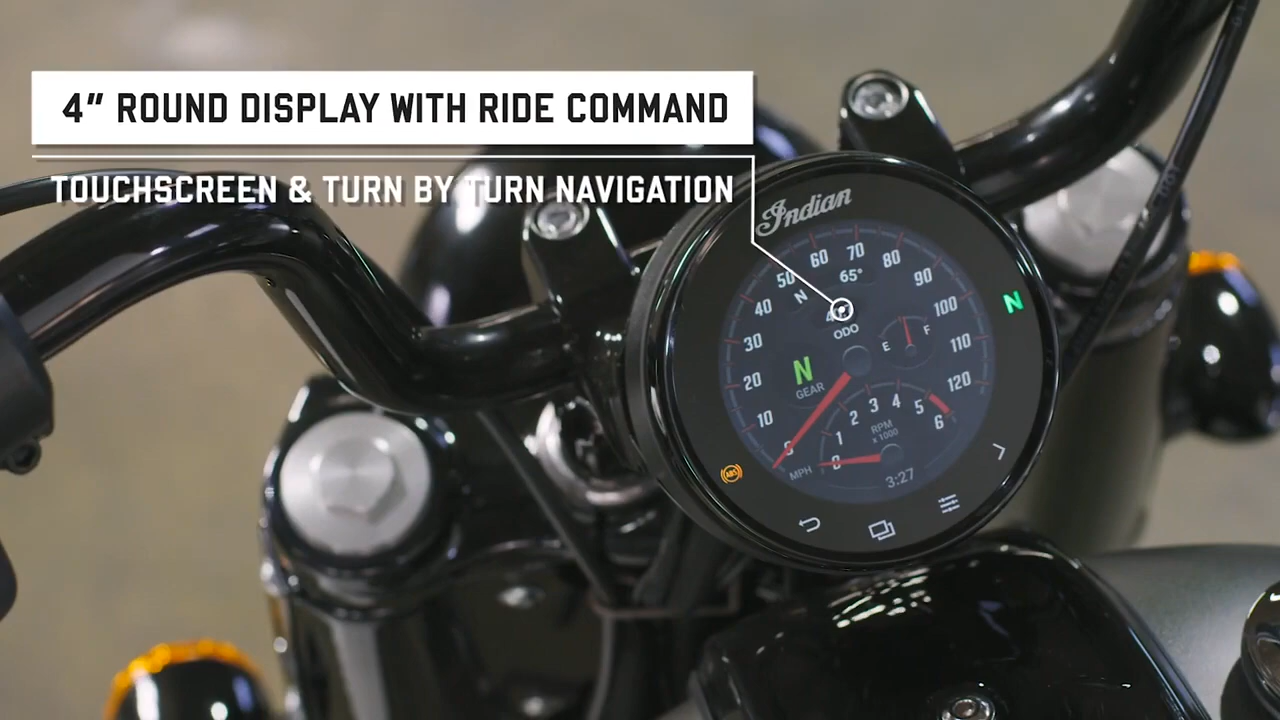 4" ROUND DISPLAY WITH RIDE COMMAND
TOUCHSCREEN & TURN BY TURN NAVIGATION
Indian
50 60 70 80
65°
N
40
90
100
N
30
ODO
E F
110
20
N
GEAR
120
10
1 2 3 4 5 6
RPM
x 1000
0
MPH
0
ABS
3:27